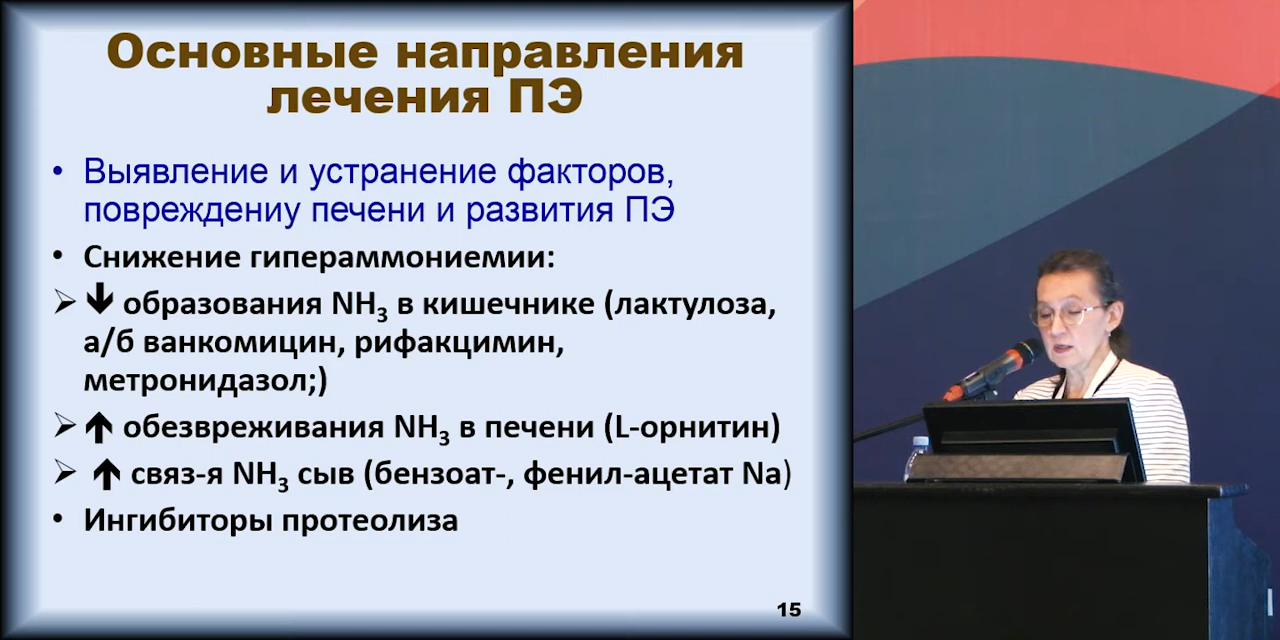 Основные направления
лечения ПЭ
• Выявление и устранение факторов,
повреждениу печени и развития ПЭ
• Снижение гипераммониемии:
➢ 🡻 образования NH₃ в кишечнике (лактулоза,
а/б ванкомицин, рифакцимин,
метронидазол;)
➢ 🡹 обезвреживания NH₃ в печени (L-орнитин)
➢ 🡹 связ-я NH₃ сыв (бензоат-, фенил-ацетат Na)
• Ингибиторы протеолиза
15